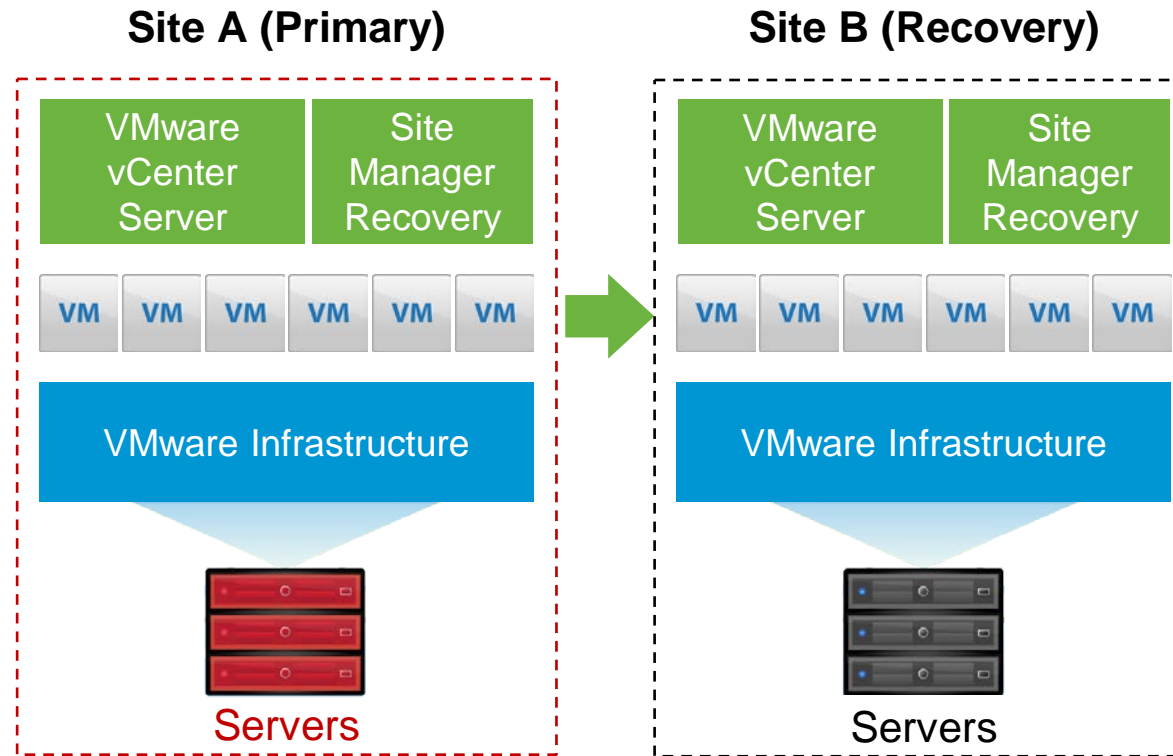 Site A (Primary)
VMware
vCenter
Server
Site
Manager
Recovery
VM VM VM VM VM VM
VMware Infrastructure
Servers
Site B (Recovery)
VMware
vCenter
Server
Site
Manager
Recovery
VM VM VM VM VM VM
VMware Infrastructure
Servers